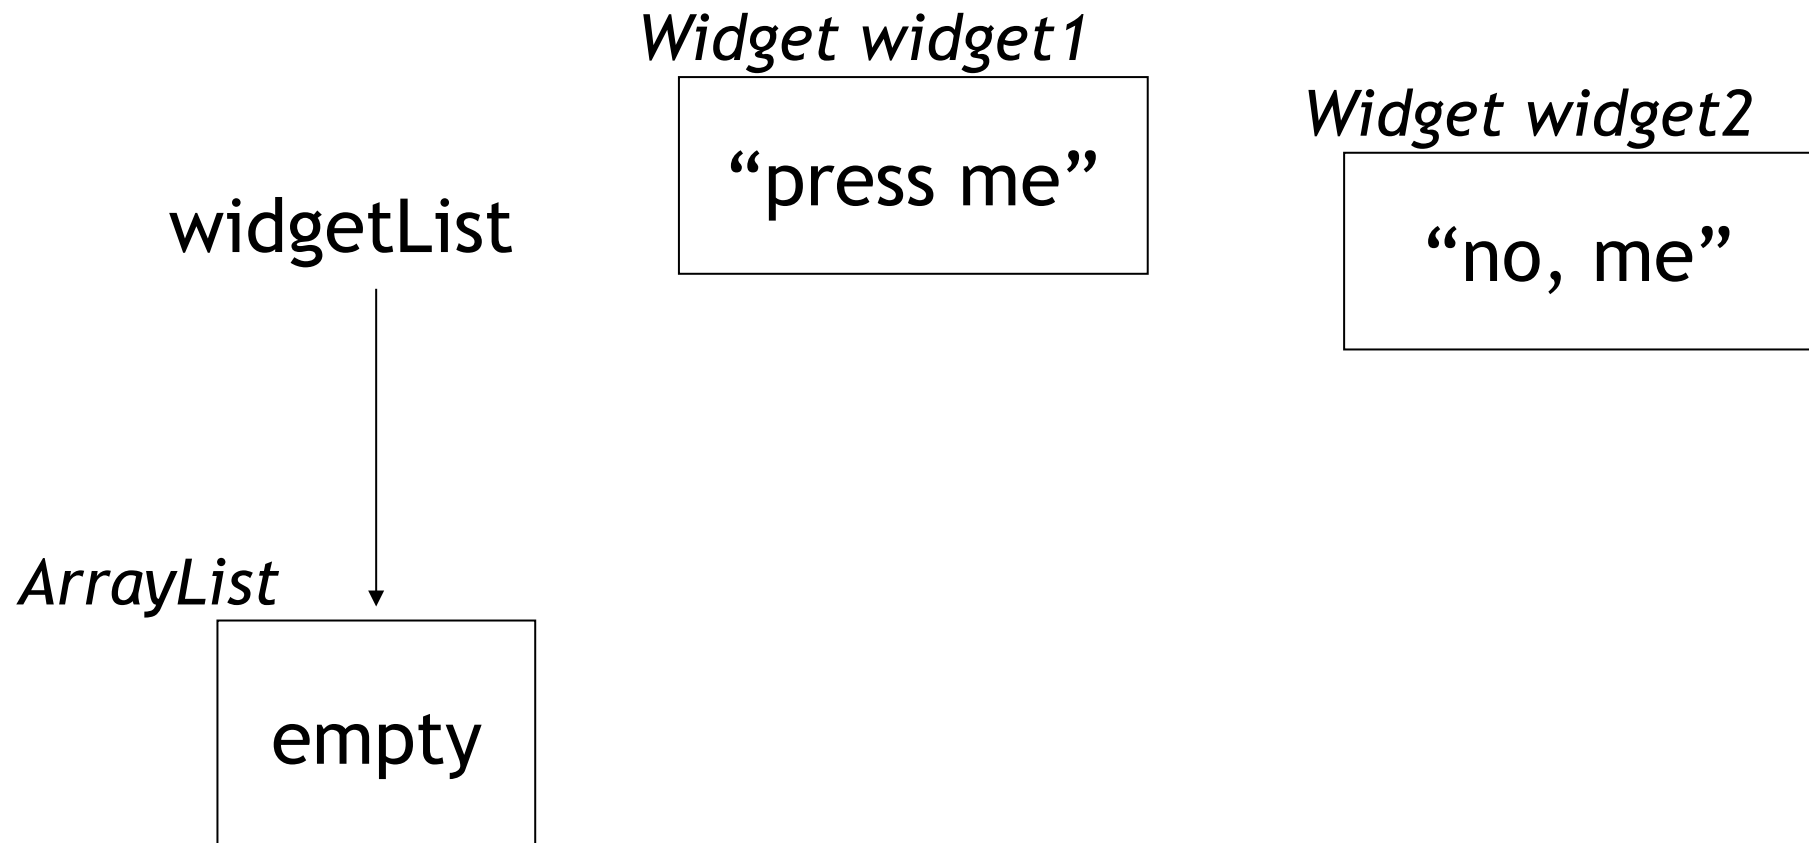 Widget widget1
“press me”
Widget widget2
“no, me”
widgetList
ArrayList
empty